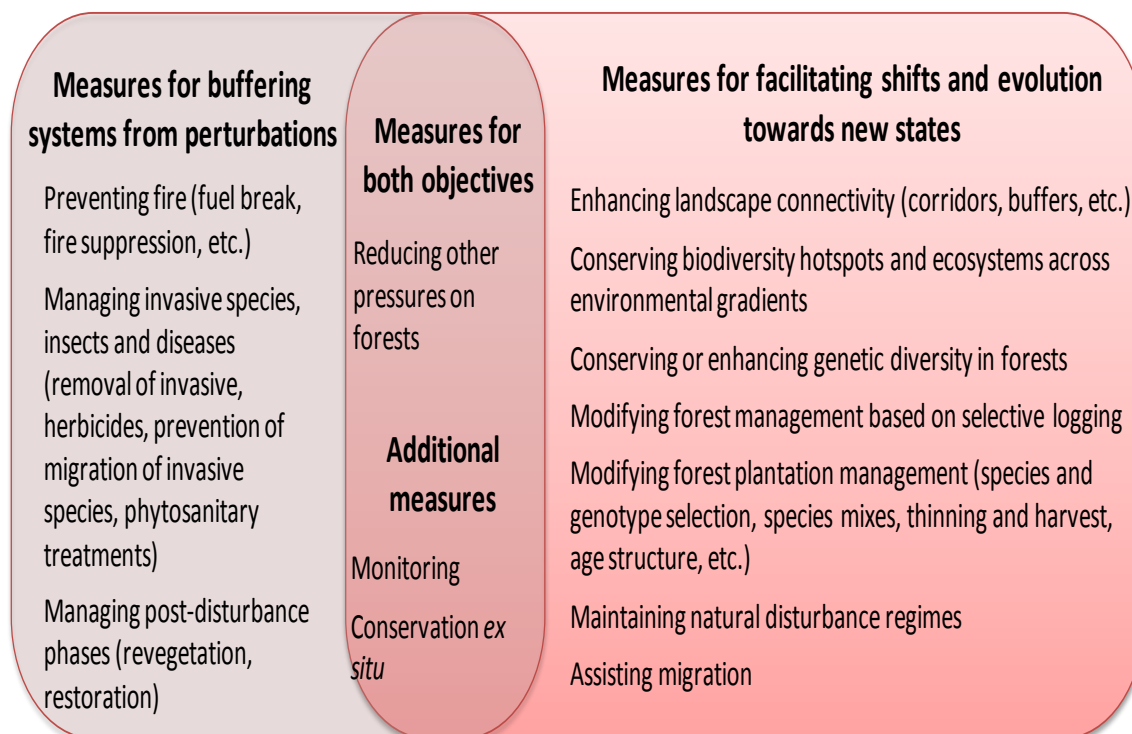 Measures for buffering
systems from perturbations
Preventing fire (fuel break,
fire suppression, etc.)
Managing invasive species,
insects and diseases
(removal of invasive,
herbicides, prevention of
migration of invasive
species, phytosanitary
treatments)
Managing post-disturbance
phases (revegetation,
restoration)
Measures for
both objectives
Reducing other
pressures on
forests
Additional
measures
Monitoring
Conservation ex
situ
Measures for facilitating shifts and evolution
towards new states
Enhancing landscape connectivity (corridors, buffers, etc.)
Conserving biodiversity hotspots and ecosystems across
environmental gradients
Conserving or enhancing genetic diversity in forests
Modifying forest management based on selective logging
Modifying forest plantation management (species and
genotype selection, species mixes, thinning and harvest,
age structure, etc.)
Maintaining natural disturbance regimes
Assisting migration